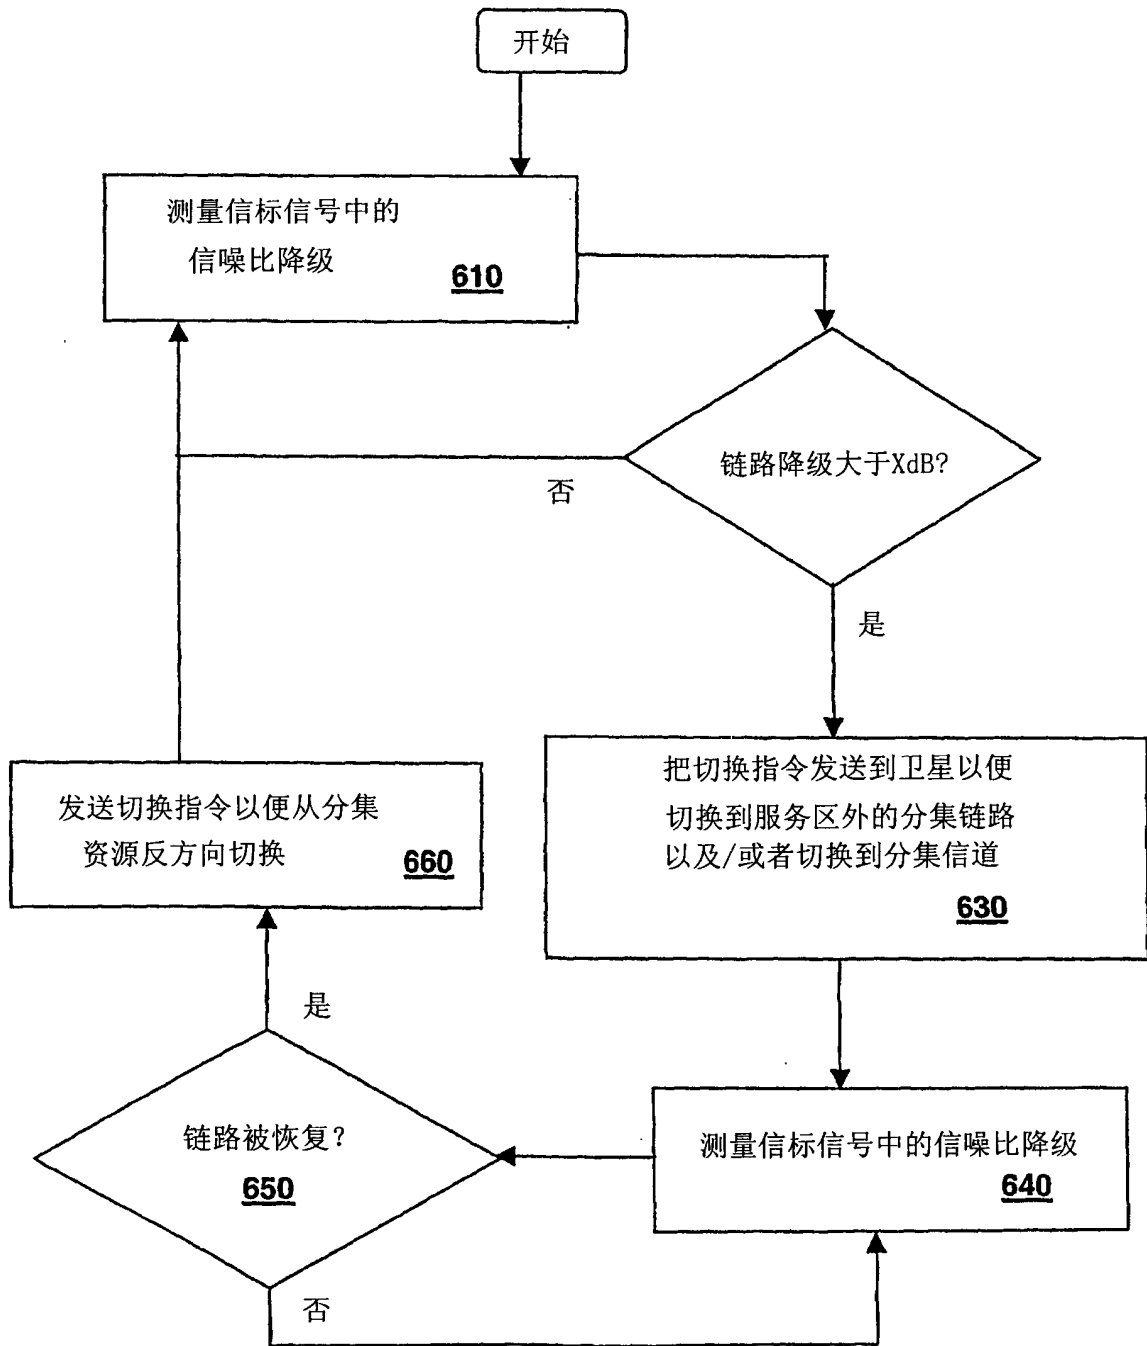 开始
测量信标信号中的
信噪比降级
610
链路降级大于XdB?
否
是
把切换指令发送到卫星以便
切换到服务区外的分集链路
以及/或者切换到分集信道
630
发送切换指令以便从分集
资源反方向切换
660
是
链路被恢复?
650
测量信标信号中的信噪比降级
640
否